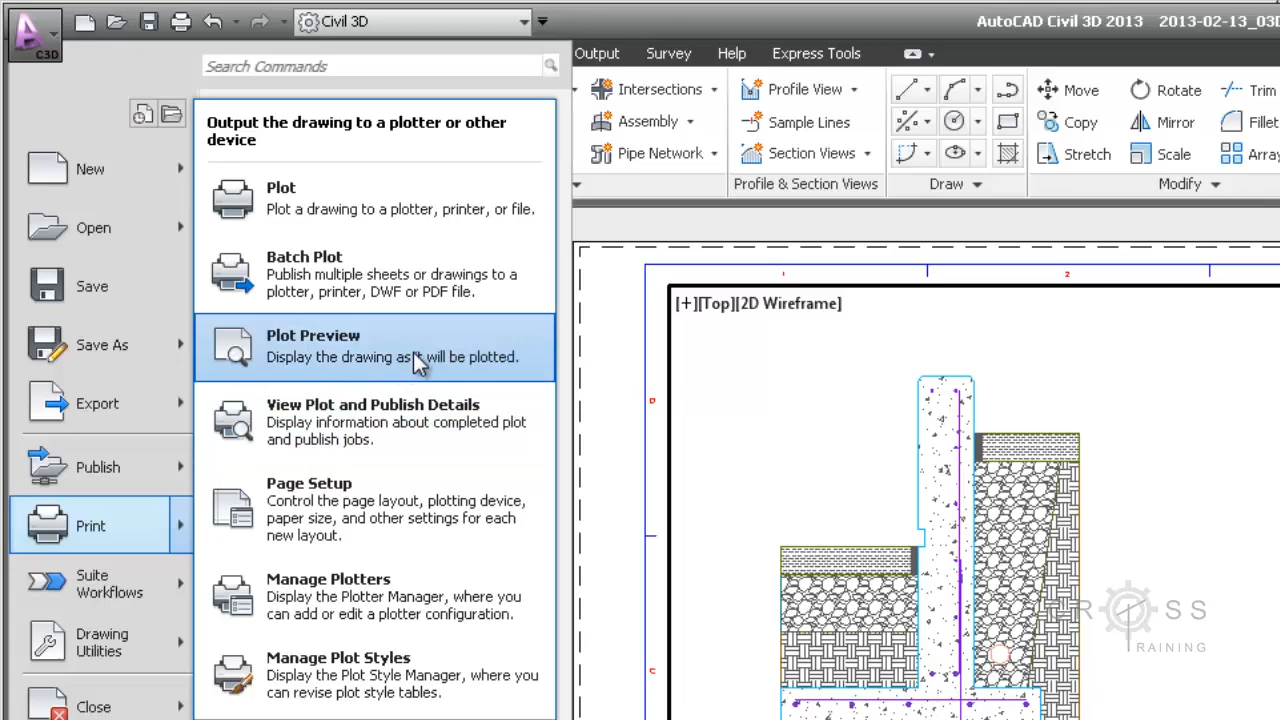 Civil 3D
AutoCAD Civil 3D 2013 2013-02-13_03D
C3D
Search Commands
Output Survey Help Express Tools
Output the drawing to a plotter or other
device
New
Open
Save
Save As
Export
Publish
Print
Suite
Workflows
Drawing
Utilities
Close
Plot
Plot a drawing to a plotter, printer, or file.
Batch Plot
Publish multiple sheets or drawings to a
plotter, printer, DWF or PDF file.
Plot Preview
Display the drawing as it will be plotted.
View Plot and Publish Details
Display information about completed plot
and publish jobs.
Page Setup
Control the page layout, plotting device,
paper size, and other settings for each
new layout.
Manage Plotters
Display the Plotter Manager, where you
can add or edit a plotter configuration.
Manage Plot Styles
Display the Plot Style Manager, where you
can revise plot style tables.
Intersections
Assembly
Pipe Network
Profile View
Sample Lines
Section Views
Profile & Section Views
Draw
Move Rotate Trim
Copy Mirror Fillet
Stretch Scale Array
Modify
1 2
[+][Top][2D Wireframe]
D
C
R SS
RAINING